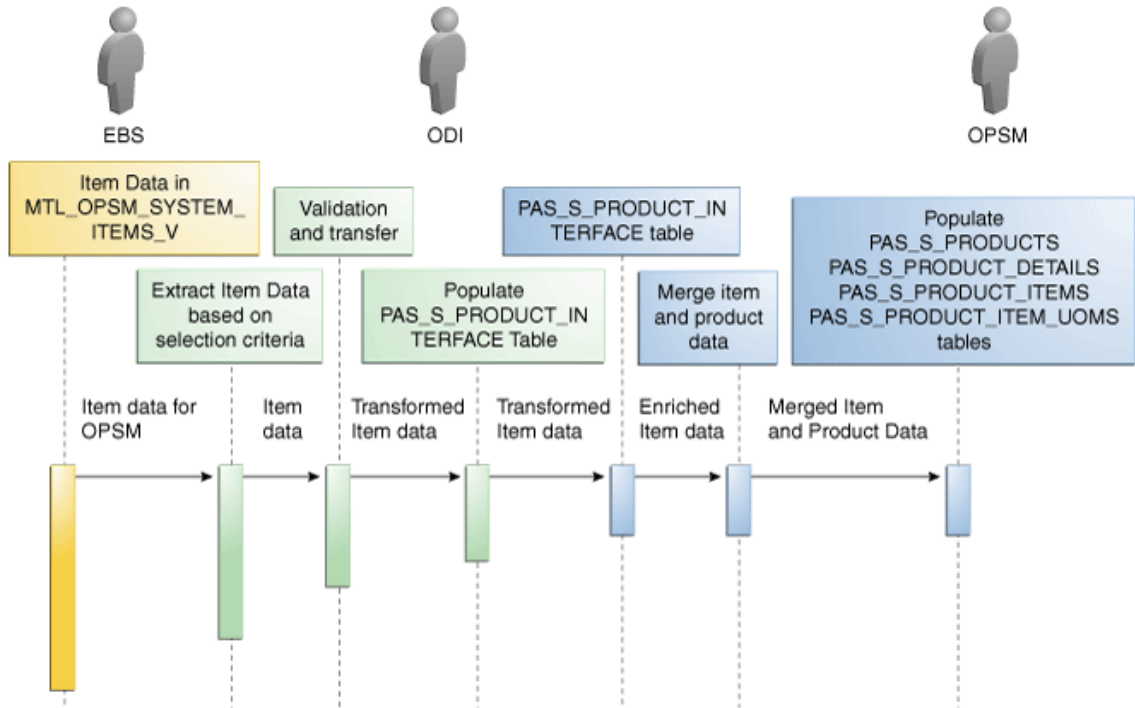 EBS
ODI
OPSM
Item Data in
MTL_OPSM_SYSTEM_
ITEMS_V
Extract Item Data
based on
selection criteria
Validation
and transfer
Populate
PAS_S_PRODUCT_IN
TERFACE Table
PAS_S_PRODUCT_IN
TERFACE table
Merge item
and product
data
Populate
PAS_S_PRODUCTS
PAS_S_PRODUCT_DETAILS
PAS_S_PRODUCT_ITEMS
PAS_S_PRODUCT_ITEM_UOMS
tables
Item data for
OPSM
Item
data
Transformed
Item data
Transformed
Item data
Enriched
Item data
Merged Item
and Product Data